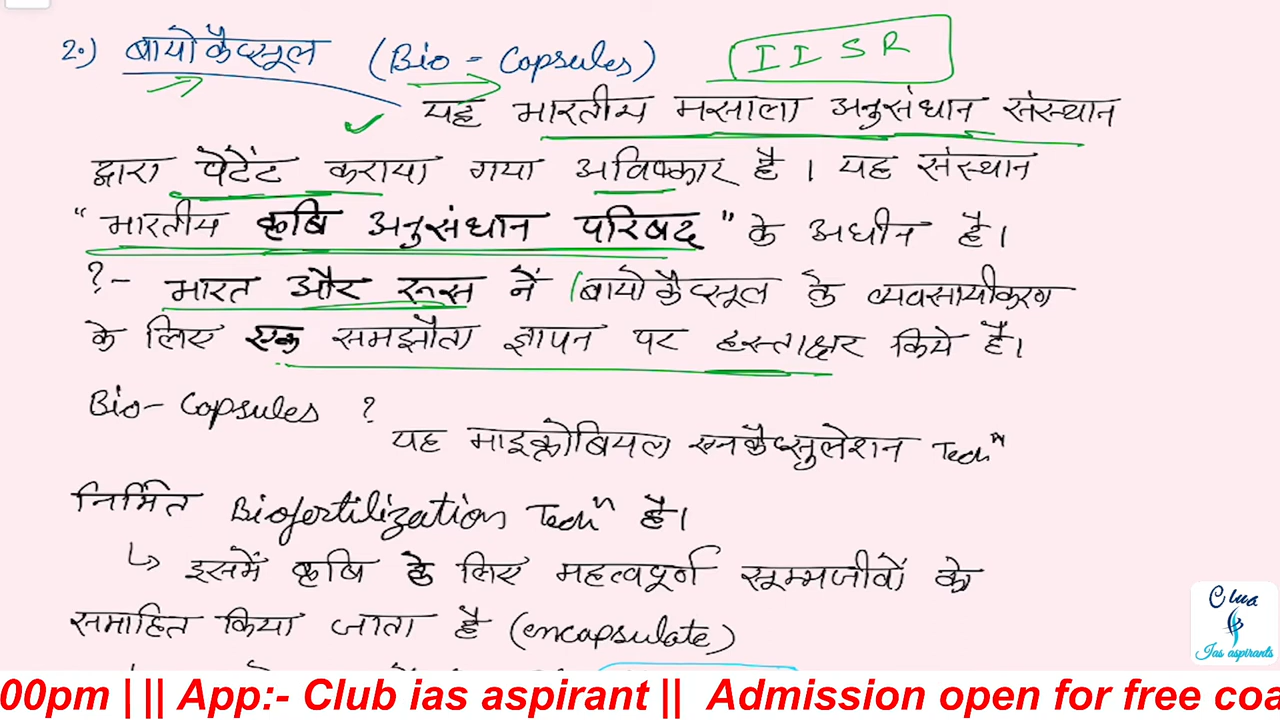 2.) बायोकैप्सूल (Bio - Capsules) IISR
यह भारतीय मसाला अनुसंधान संस्थान
द्वारा पेटेंट कराया गया अविष्कार है। यह संस्थान
"भारतीय कृषि अनुसंधान परिषद" के अधीन है।
?- भारत और रूस नें बायोकैप्सूल के व्यवसायीकरण
के लिए एक समझौता ज्ञापन पर हस्ताक्षर किये है।
Bio- Capsules ?
यह माइक्रोबियल एनकैप्सुलेशन Techⁿ
निर्मित Biofertilization Techⁿ है।
↳ इसमें कृषि के लिए महत्वपूर्ण सूक्ष्मजीवों को
समाहित किया जाता है (encapsulate)
00pm | || App:- Club ias aspirant || Admission open for free coa
Club
Ias aspirants